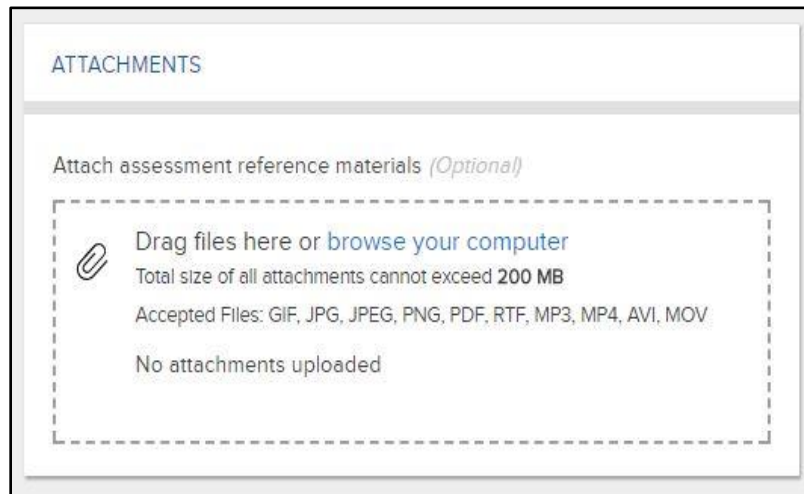 ATTACHMENTS
Attach assessment reference materials (Optional)
Drag files here or browse your computer
Total size of all attachments cannot exceed 200 MB
Accepted Files: GIF, JPG, JPEG, PNG, PDF, RTF, MP3, MP4, AVI, MOV
No attachments uploaded